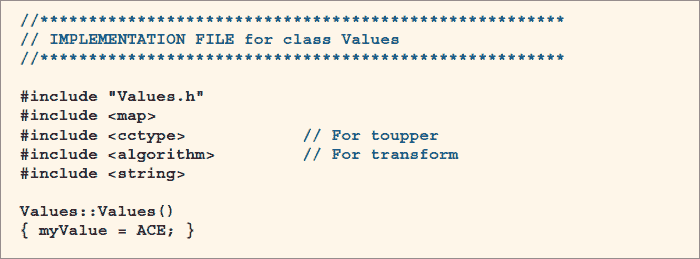 //******************************************************
// IMPLEMENTATION FILE for class Values
//******************************************************
#include "Values.h"
#include <map>
#include <cctype> // For toupper
#include <algorithm> // For transform
#include <string>
Values::Values()
{ myValue = ACE; }